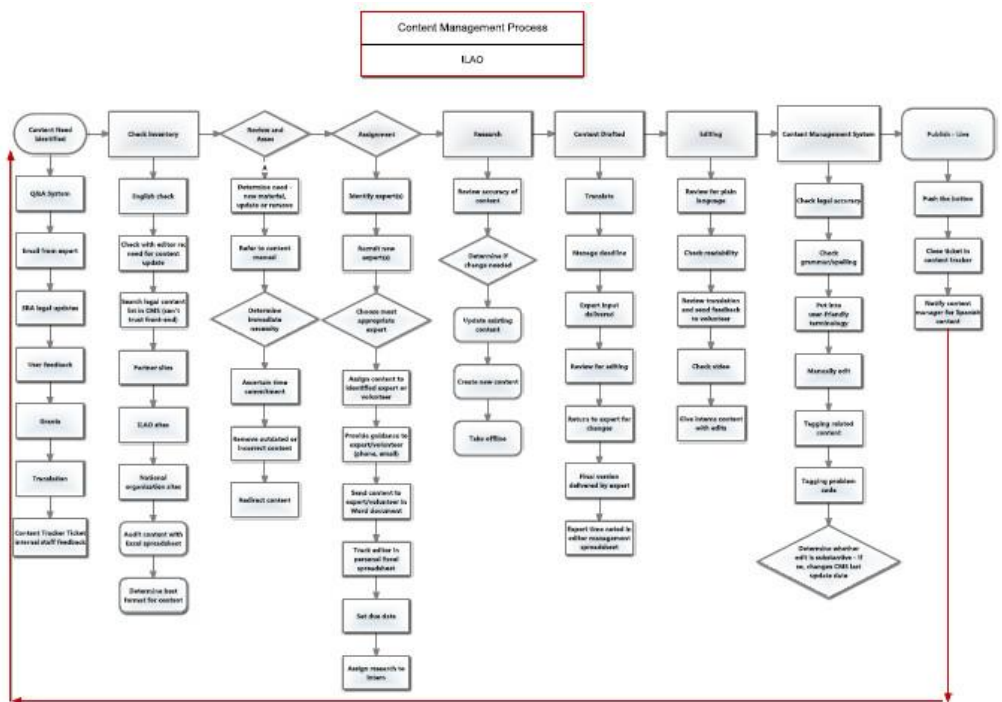 Content Management Process
ILAO
Content Need
Identified
Check Inventory
Review and
Asses
Assignment
Research
Content Drafted
Editing
Content Management System
Publish - Live
Q&A System
Email from expert
legal updates
User feedback
Grants
Translation
Content Tracker Ticket
internal staff feedback
English check
Check with editor re:
need for content
update
Search legal content
list in CMS (can't
trust front-end)
Partner sites
ILAO sites
National
organization sites
Audit content with
Excel spreadsheet
Determine best
format for content
Determine need -
new material,
update or remove
Refer to content
manual
Determine
immediate
necessity
Ascertain time
commitment
Remove outdated or
incorrect content
Redirect content
Identify expert(s)
Recruit new
expert(s)
Choose most
appropriate
expert
Assign content to
identified expert or
volunteer
Provide guidance to
expert/volunteer
(phone, email)
Send content to
expert/volunteer in
Word document
Track editor in
personal Excel
spreadsheet
Set due date
Assign research to
intern
Review accuracy of
content
Determine if
change needed
Update existing
content
Create new content
Take offline
Translate
Manage deadline
Expert input
delivered
Review for editing
Return to expert for
changes
Final version
delivered by expert
Expert time noted in
editor management
spreadsheet
Review for plain
language
Check readability
Review translation
and send feedback
to volunteer
Check video
Give interns content
with edits
Check legal accuracy
Check
grammar/spelling
Put into
user-friendly
terminology
Manually edit
Tagging related
content
Tagging problem
code
Determine whether
edit is substantive - if
so, changes CMS last
update date
Push the button
Close ticket in
content tracker
Notify content
manager for Spanish
content